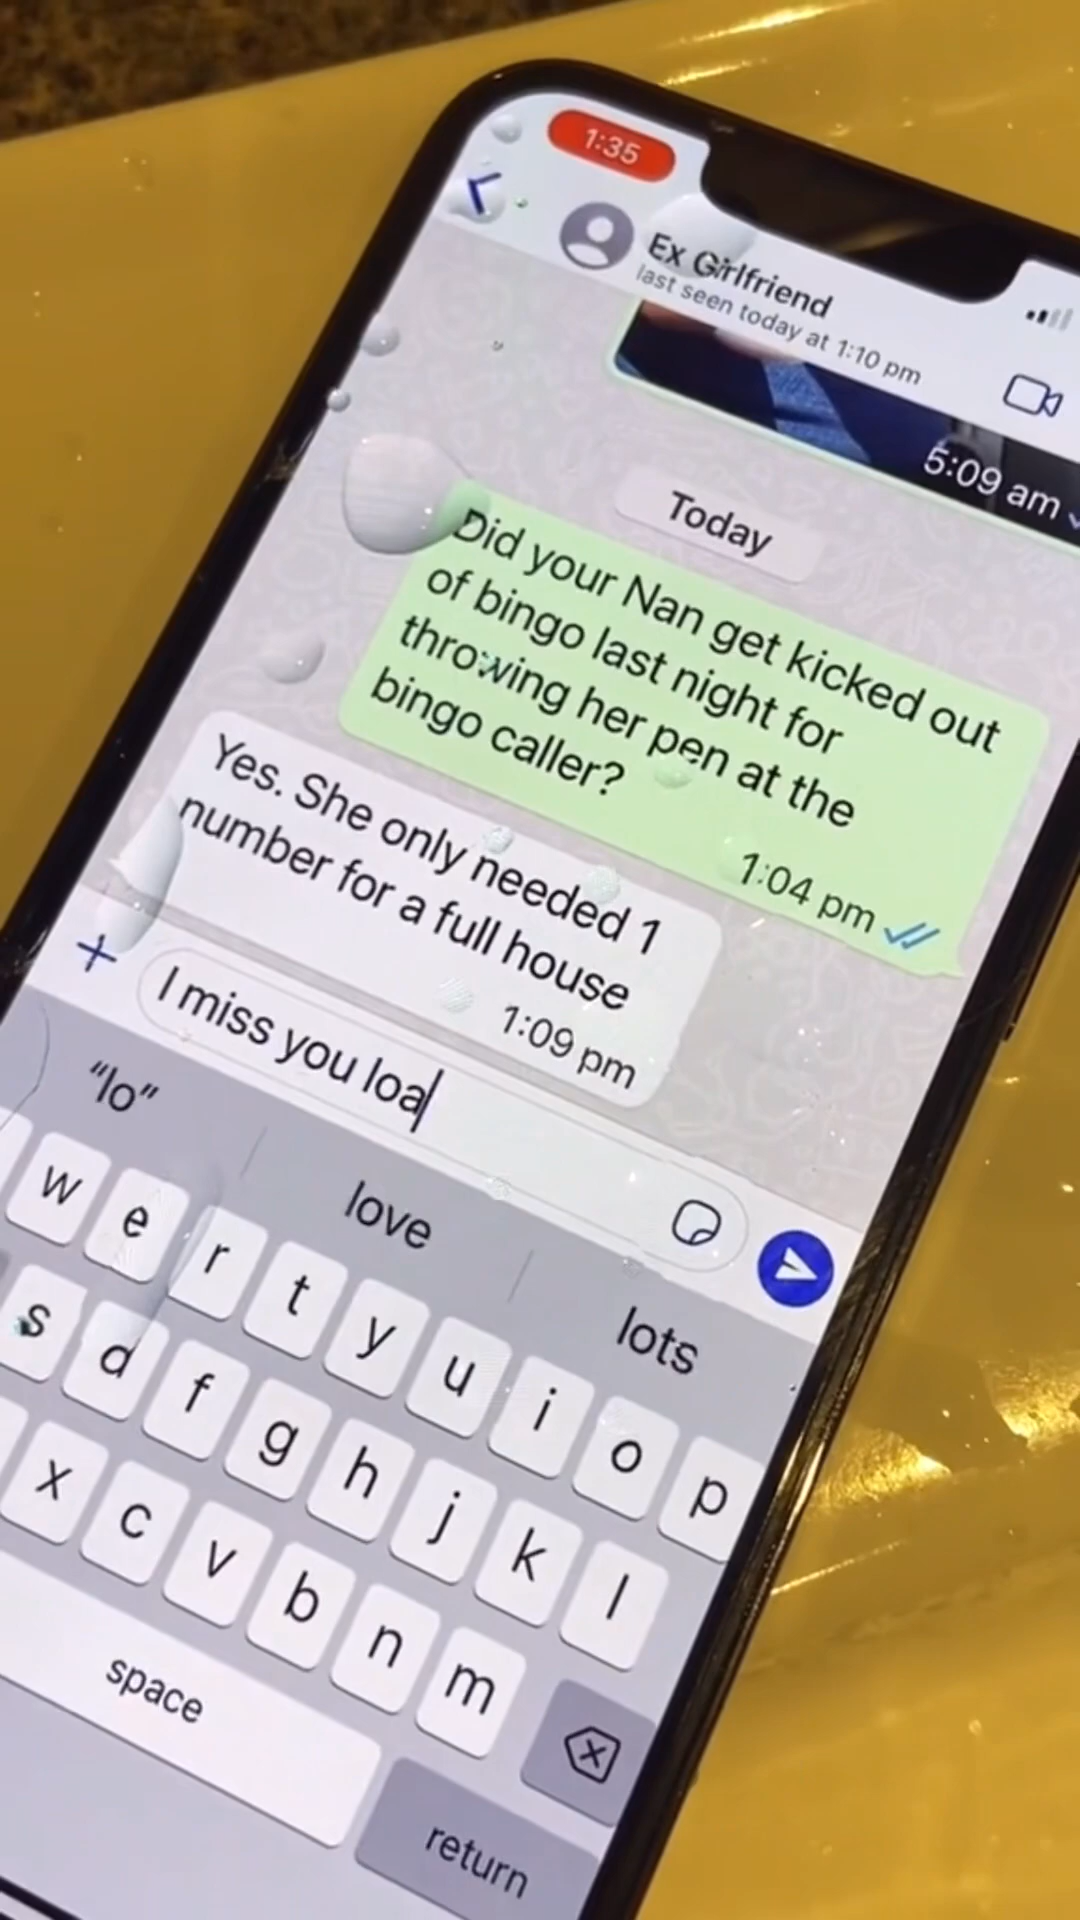 1:35
Ex Girlfriend
last seen today at 1:10 pm
5:09 am
Today
Did your Nan get kicked out
of bingo last night for
throwing her pen at the
bingo caller?
1:04 pm
Yes. She only needed 1
number for a full house
1:09 pm
I miss you loa
“lo”
love
lots
w e r t y u i o p
s d f g h j k l
x c v b n m
space
return